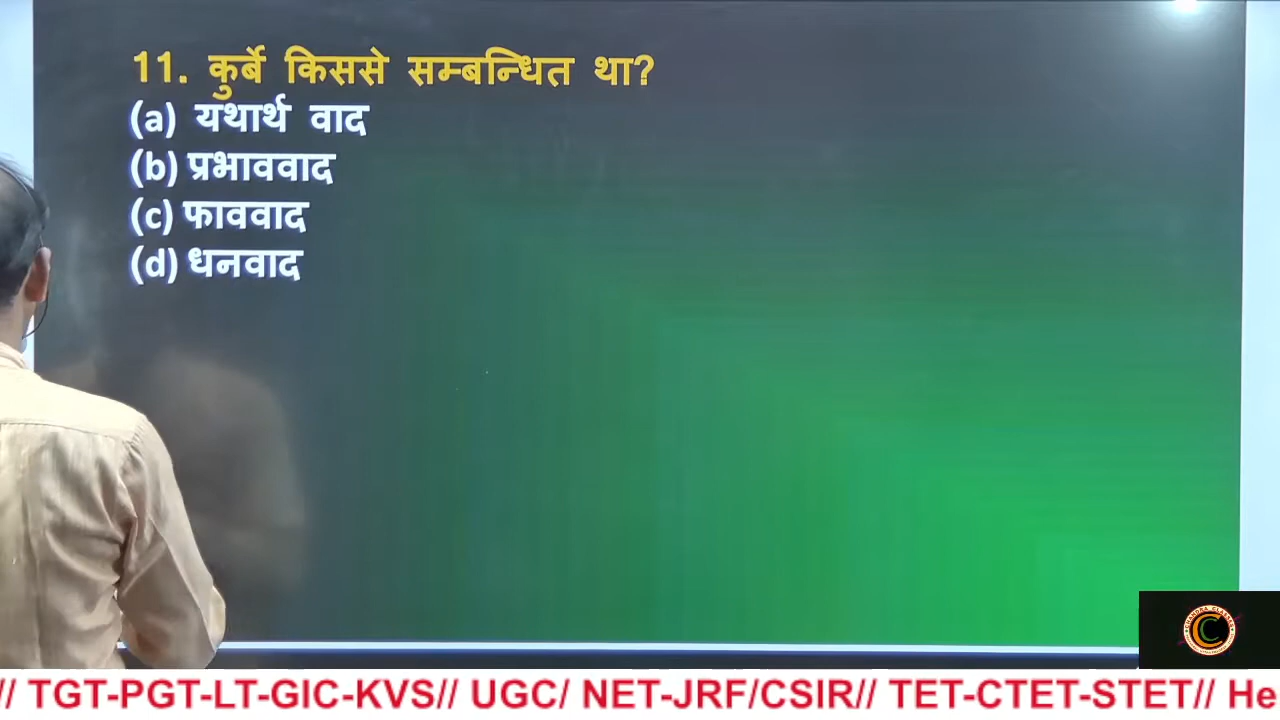 11. कुर्बे किससे सम्बन्धित था?
(a) यथार्थ वाद
(b) प्रभाववाद
(c) फाववाद
(d) धनवाद
// TGT-PGT-LT-GIC-KVS// UGC/ NET-JRF/CSIR// TET-CTET-STET// He